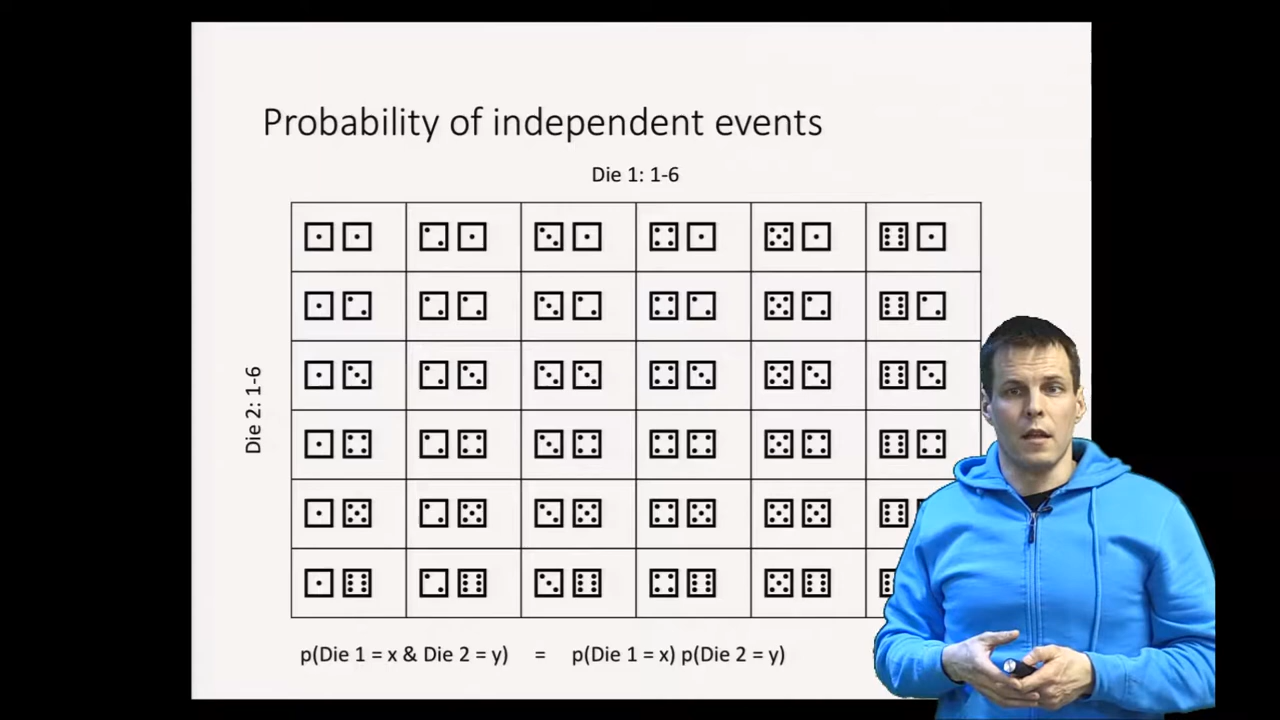 Probability of independent events
Die 1: 1-6
Die 2: 1-6
p(Die 1 = x & Die 2 = y) = p(Die 1 = x) p(Die 2 = y)